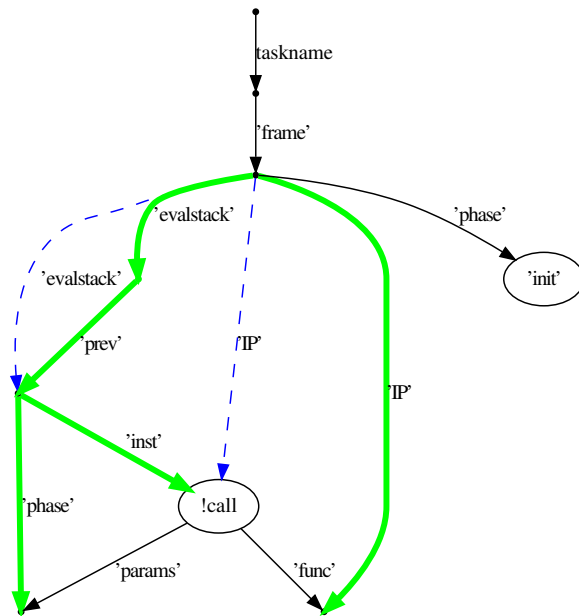 taskname
’frame’
’evalstack’
’phase’
’evalstack’
’init’
’prev’
’IP’
’IP’
’inst’
’phase’
!call
’params’
’func’